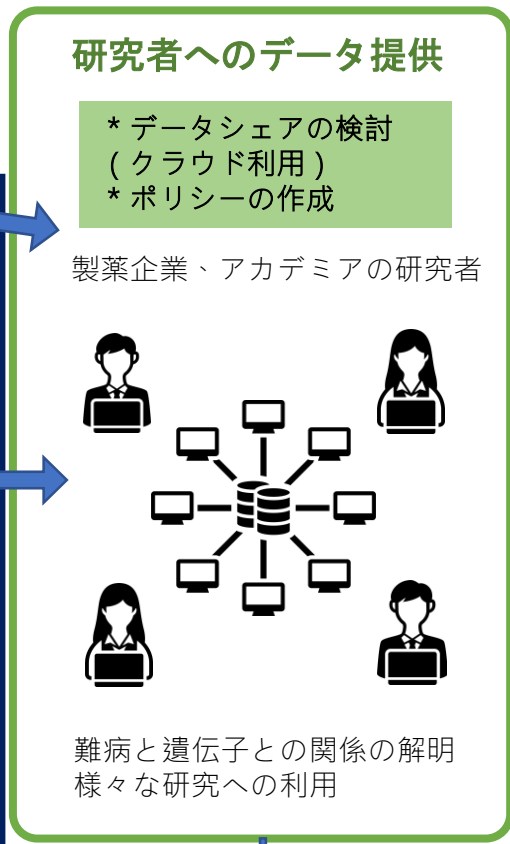 研究者へのデータ提供
* データシェアの検討
(クラウド利用)
* ポリシーの作成
製薬企業、アカデミアの研究者
難病と遺伝子との関係の解明
様々な研究への利用